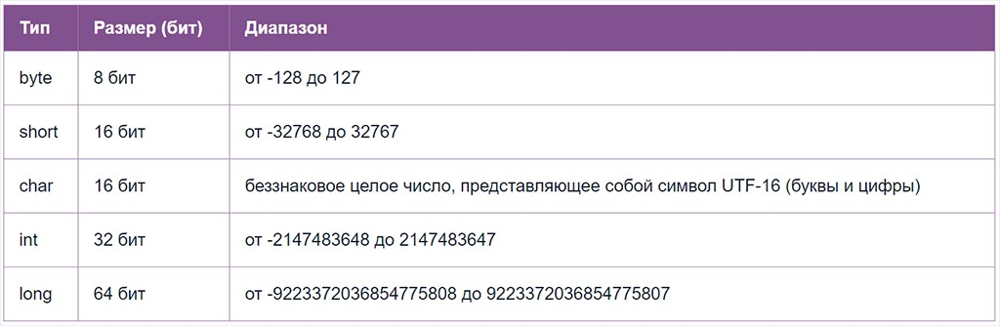 Тип Размер (бит) Диапазон
byte 8 бит от -128 до 127
short 16 бит от -32768 до 32767
char 16 бит беззнаковое целое число, представляющее собой символ UTF-16 (буквы и цифры)
int 32 бит от -2147483648 до 2147483647
long 64 бит от -9223372036854775808 до 9223372036854775807